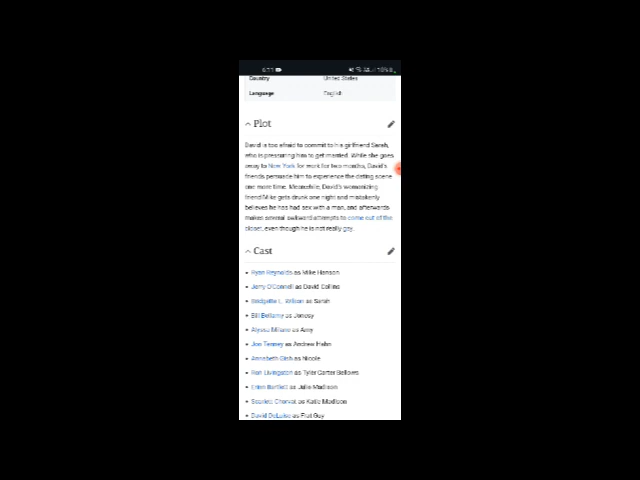 Country United States
Language English
Plot
David is too afraid to commit to his girlfriend Sarah,
who is pressuring him to get married. While she goes
away to New York for work for two months, David's
friends persuade him to experience the dating scene
one more time. Meanwhile, David's womanizing
friend Mike gets drunk one night and mistakenly
believes he has had sex with a man, and afterwards
makes several awkward attempts to come out of the
closet, even though he is not really gay.
Cast
• Ryan Reynolds as Mike Hanson
• Jerry O'Connell as David Collins
• Bridgette L. Wilson as Sarah
• Bill Bellamy as Jonesy
• Alyssa Milano as Amy
• Jon Tenney as Andrew Hahn
• Annabeth Gish as Nicole
• Ron Livingston as Tyler Carter Bellows
• Erinn Bartlett as Julie Madison
• Scarlett Chorvat as Katie Madison
• David DeLuise as Frat Guy